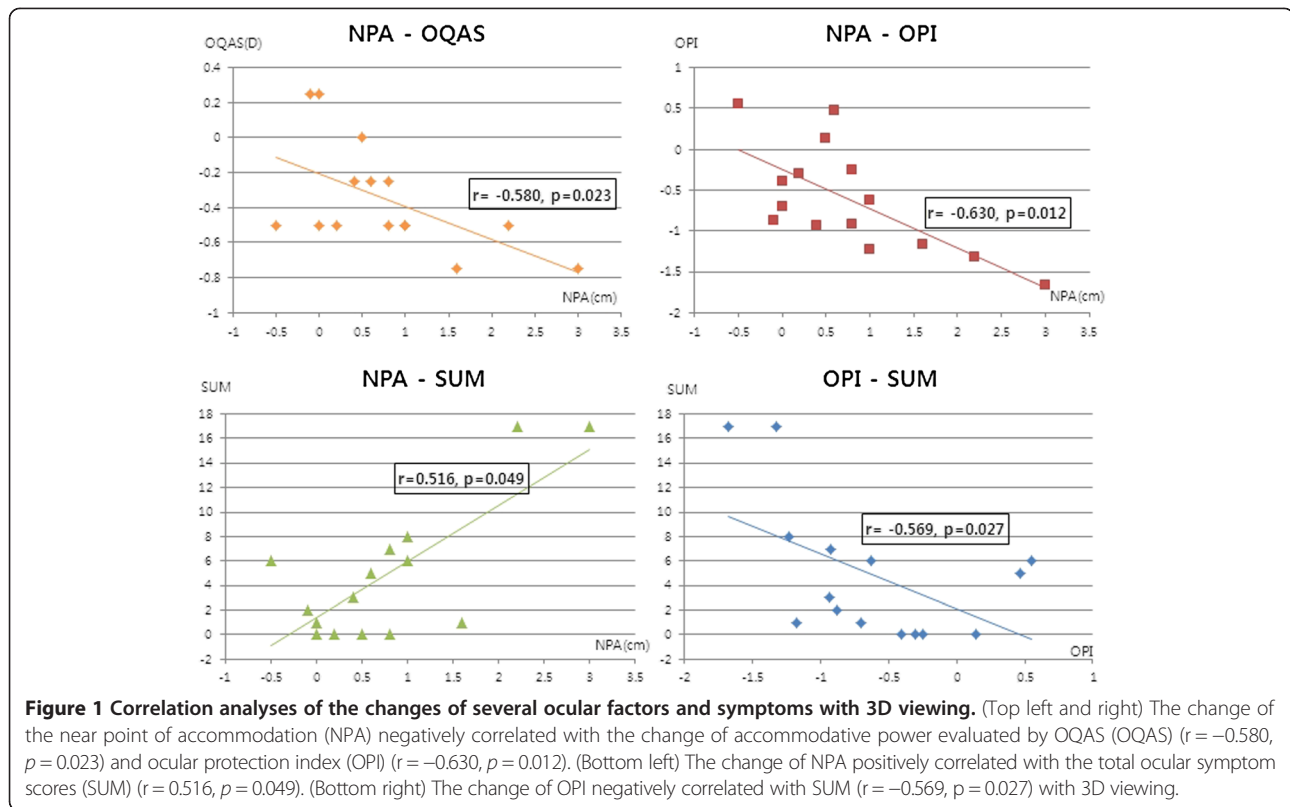 NPA - OQAS
OQAS(D)
0.4
0.2
0
-0.2
-0.4
-0.6
-0.8
-1
r= -0.580, p=0.023
NPA(cm)
-1 -0.5 0 0.5 1 1.5 2 2.5 3 3.5
NPA - OPI
OPI
1
0.5
0
-0.5
-1
-1.5
-2
r= -0.630, p=0.012
NPA(cm)
-1 -0.5 0 0.5 1 1.5 2 2.5 3 3.5
NPA - SUM
SUM
18
16
14
12
10
8
6
4
2
0
-2
r=0.516, p=0.049
NPA(cm)
-1 -0.5 0 0.5 1 1.5 2 2.5 3 3.5
OPI - SUM
SUM
18
16
14
12
10
8
6
4
2
0
-2
r= -0.569, p=0.027
OPI
-2 -1.5 -1 -0.5 0 0.5 1
Figure 1 Correlation analyses of the changes of several ocular factors and symptoms with 3D viewing. (Top left and right) The change of
the near point of accommodation (NPA) negatively correlated with the change of accommodative power evaluated by OQAS (OQAS) (r = −0.580,
p = 0.023) and ocular protection index (OPI) (r = −0.630, p = 0.012). (Bottom left) The change of NPA positively correlated with the total ocular symptom
scores (SUM) (r = 0.516, p = 0.049). (Bottom right) The change of OPI negatively correlated with SUM (r = −0.569, p = 0.027) with 3D viewing.